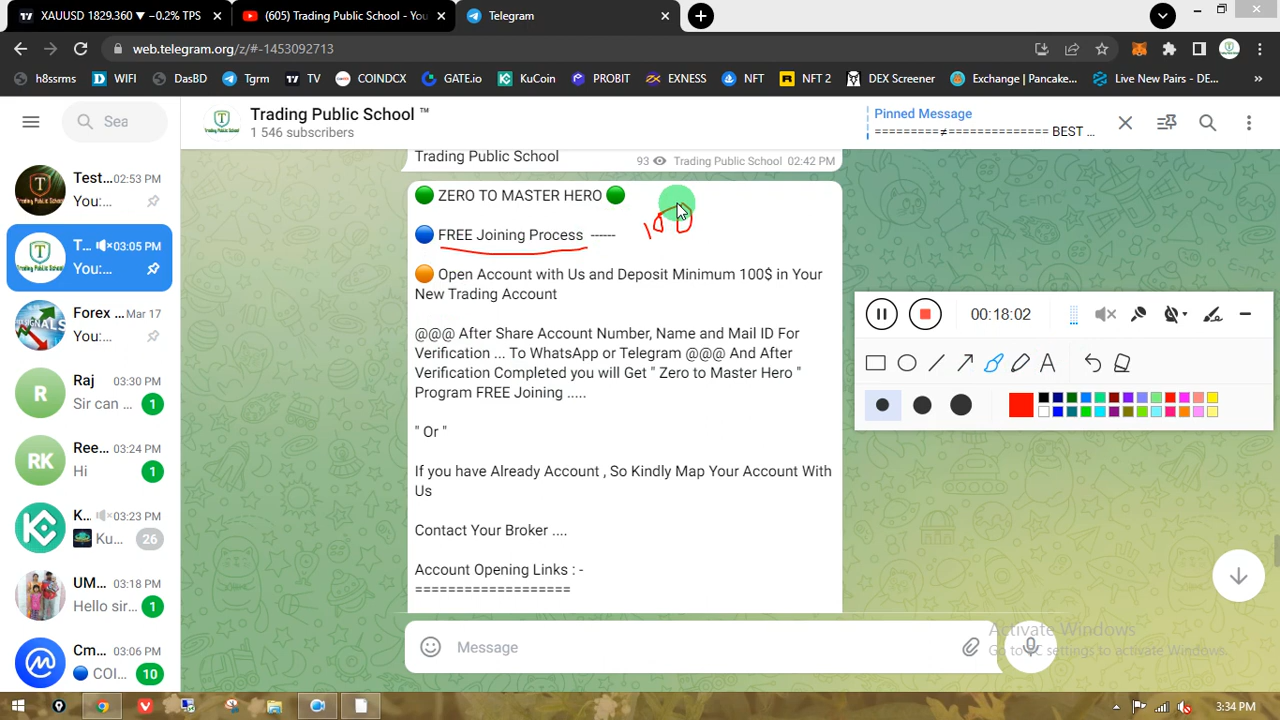 XAUUSD 1829.360 ▼ −0.2% TPS
(605) Trading Public School - You
Telegram
web.telegram.org/z/#-1453092713
h8ssrms
WIFI
DasBD
Tgrm
TV
COINDCX
GATE.io
KuCoin
PROBIT
EXNESS
NFT
NFT 2
DEX Screener
Exchange | Pancake...
Live New Pairs - DE...
»
Sea
Trading Public School ™
1 546 subscribers
Pinned Message
=========≠============== BEST ...
Test...
02:53 PM
You:
T...
03:05 PM
You:
Forex ...
Mar 17
You:
Raj
03:30 PM
Sir can ...
1
Ree...
03:24 PM
Hi
1
K...
03:23 PM
Ku...
26
UM...
03:18 PM
Hello sir...
1
Cm...
03:06 PM
COI...
10
R
RK
Trading Public School
93 Trading Public School 02:42 PM
🟢 ZERO TO MASTER HERO 🟢
100
🔵 FREE Joining Process ------
🟠 Open Account with Us and Deposit Minimum 100$ in Your
New Trading Account
@@@ After Share Account Number, Name and Mail ID For
Verification ... To WhatsApp or Telegram @@@ And After
Verification Completed you will Get " Zero to Master Hero "
Program FREE Joining .....
" Or "
If you have Already Account , So Kindly Map Your Account With
Us
Contact Your Broker ....
Account Opening Links : -
===================
Message
00:18:02
A
Activate Windows
Go to PC settings to activate Windows.
3:34 PM